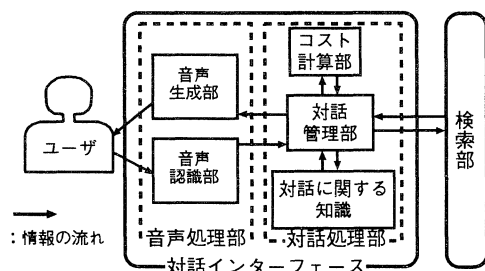 コスト
計算部
音声
生成部
対話
管理部
検索部
ユーザ
音声
認識部
対話に関する
知識
:情報の流れ
音声処理部
対話処理部
対話インターフェース